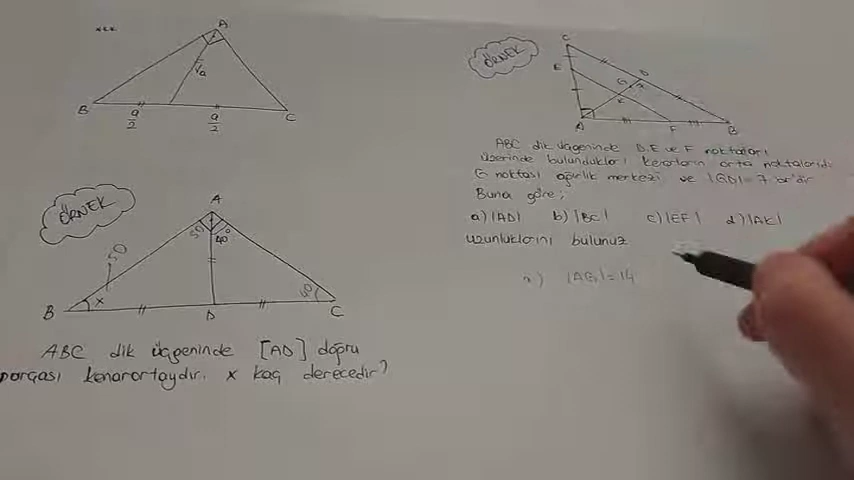 ***
A
Va
B
C
a/2
a/2
ÖRNEK
A
50
40°
50
x
B
D
C
ABC dik üçgeninde [AD] doğru
parçası kenarortaydır. x kaç derecedir?
ÖRNEK
C
E
D
G
7
K
A
F
B
ABC dik üçgeninde D, E ve F noktaları
üzerinde bulundukları kenarların orta noktalarıdır.
G noktası ağırlık merkezi ve |GD| = 7 br'dir
Buna göre;
a) |AD| b) |BC| c) |EF| d) |AK|
uzunluklarını bulunuz
a) |AG| = 14